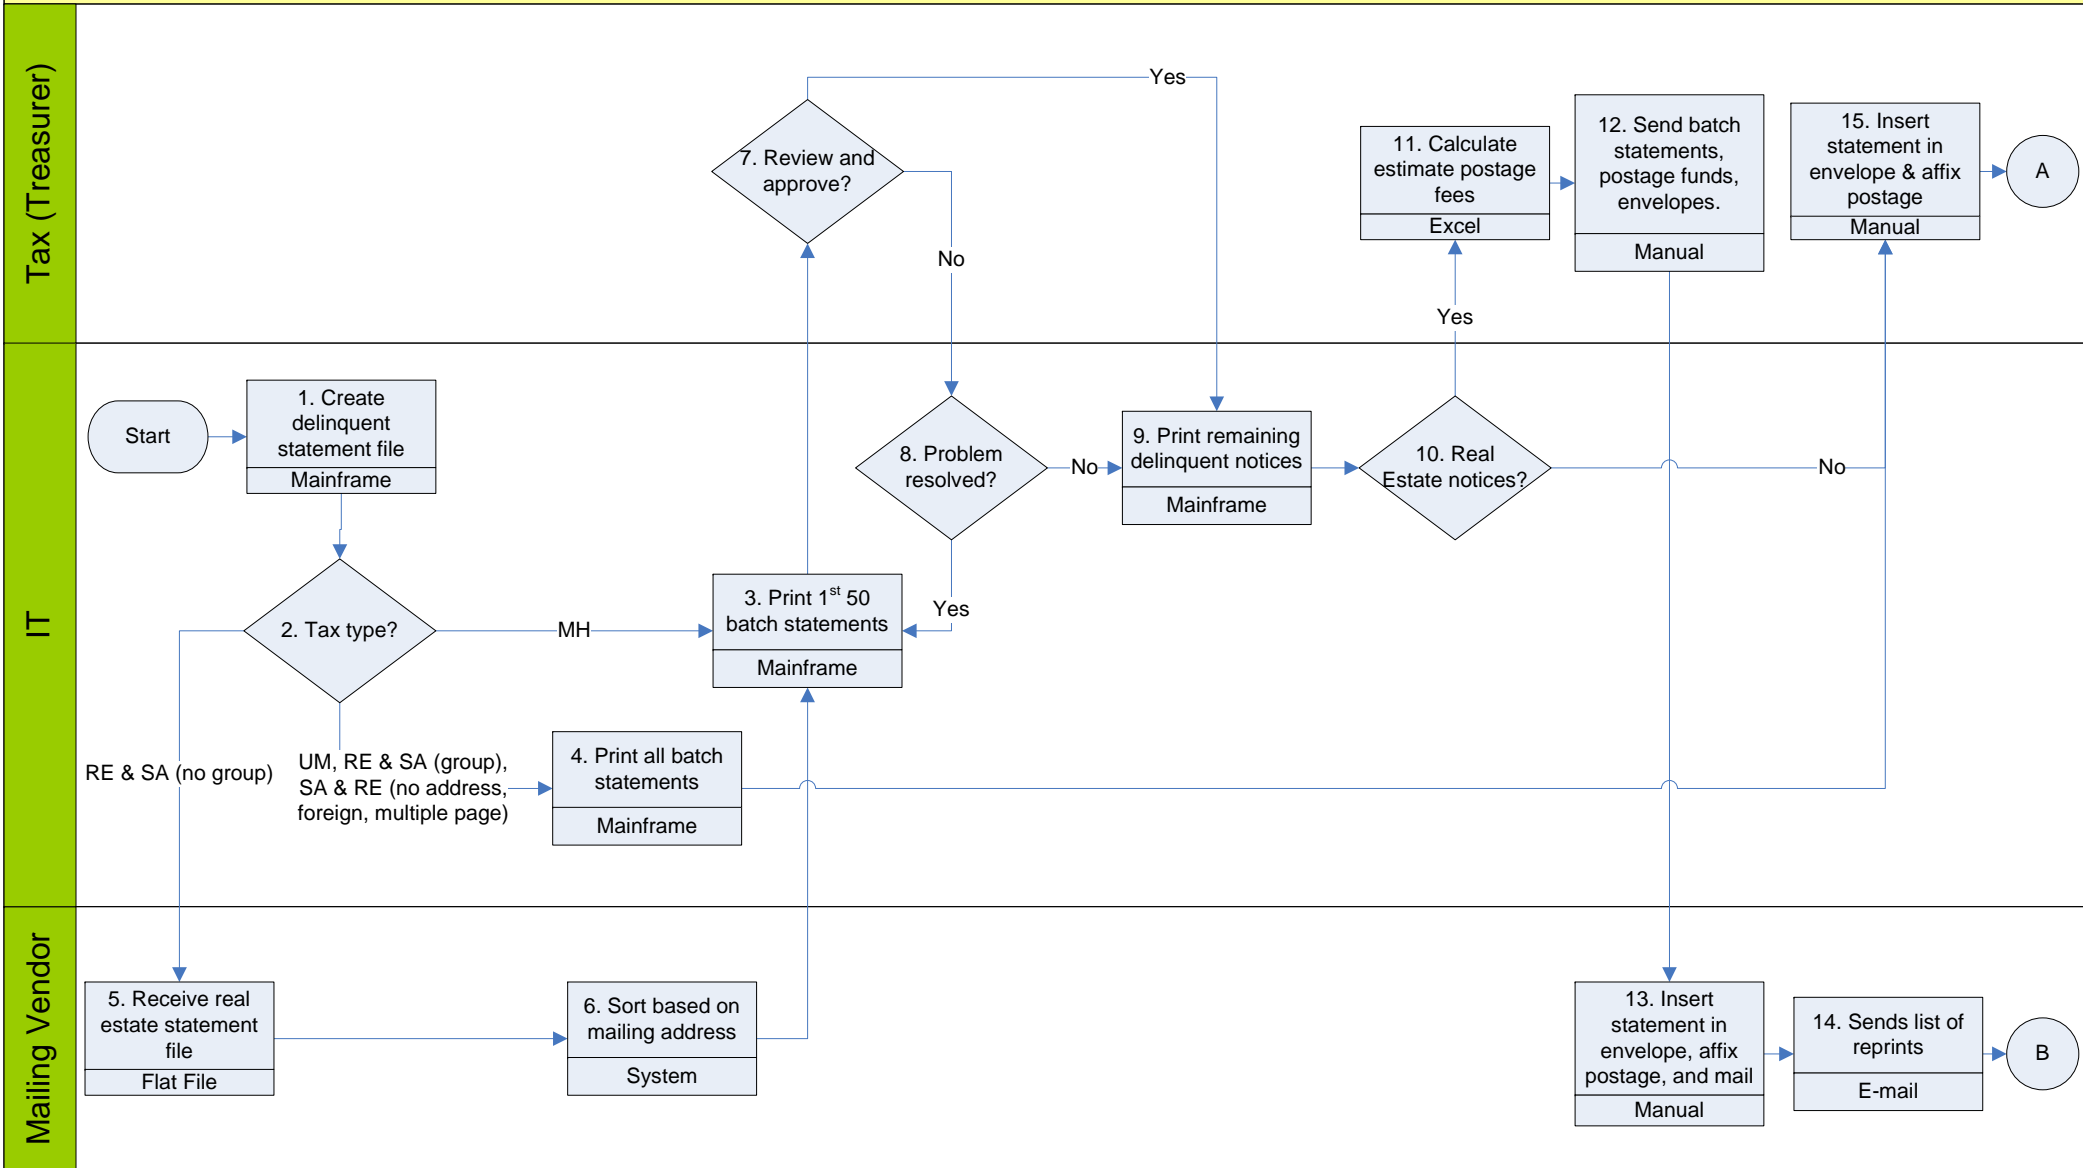 Tax (Treasurer)
Yes
7. Review and
approve?
No
11. Calculate
estimate postage
fees
Excel
12. Send batch
statements,
postage funds,
envelopes.
Manual
15. Insert
statement in
envelope & affix
postage
Manual
A
Yes
IT
Start
1. Create
delinquent
statement file
Mainframe
2. Tax type?
MH
3. Print 1st 50
batch statements
Mainframe
8. Problem
resolved?
No
Yes
9. Print remaining
delinquent notices
Mainframe
10. Real
Estate notices?
No
RE & SA (no group)
UM, RE & SA (group),
SA & RE (no address,
foreign, multiple page)
4. Print all batch
statements
Mainframe
Mailing Vendor
5. Receive real
estate statement
file
Flat File
6. Sort based on
mailing address
System
13. Insert
statement in
envelope, affix
postage, and mail
Manual
14. Sends list of
reprints
E-mail
B